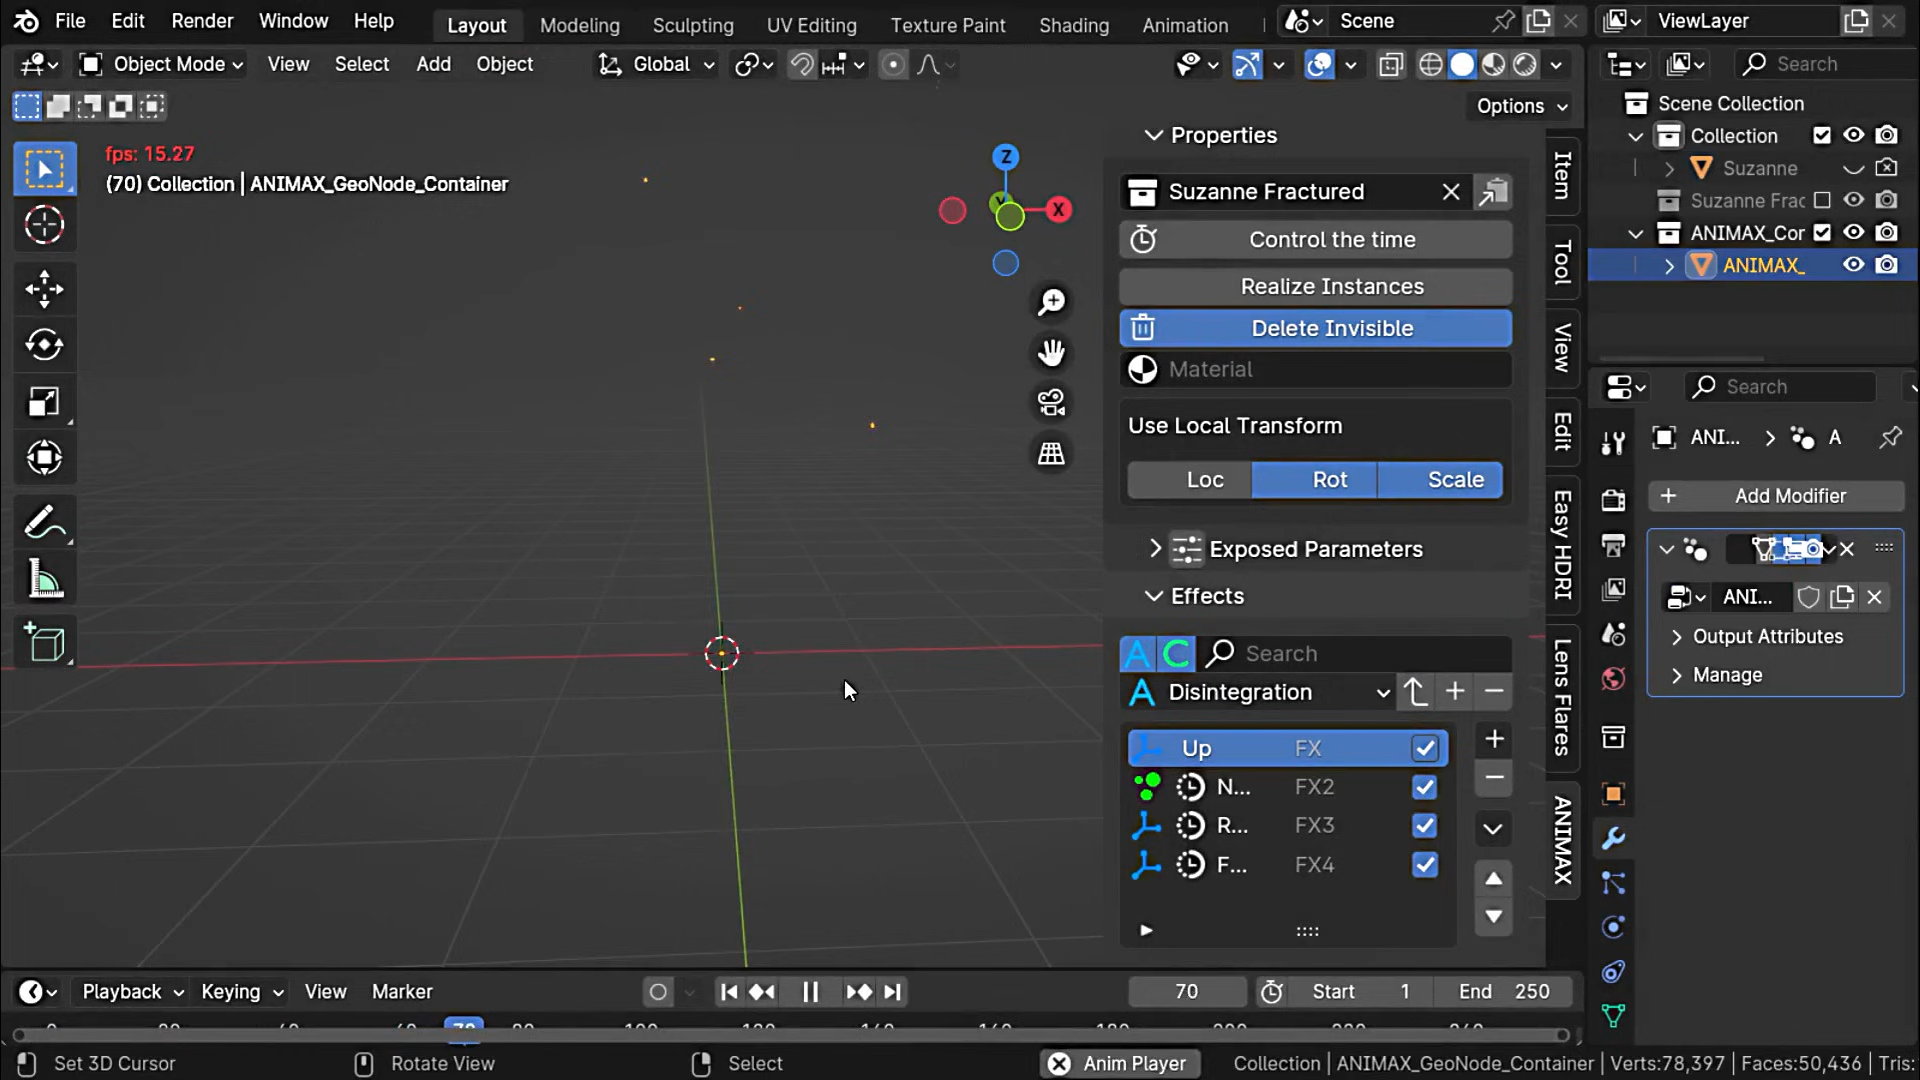 File Edit Render Window Help Layout Modeling Sculpting UV Editing Texture Paint Shading Animation Scene ViewLayer
Object Mode View Select Add Object Global Search
Options
fps: 15.27
(70) Collection | ANIMAX_GeoNode_Container
Z
X
Item
Tool
View
Edit
Easy HDRI
Lens Flares
ANIMAX
Properties
Suzanne Fractured
Control the time
Realize Instances
Delete Invisible
Material
Use Local Transform
Loc Rot Scale
Exposed Parameters
Effects
Search
Disintegration
Up FX
N... FX2
R... FX3
F... FX4
Scene Collection
Collection
Suzanne
Suzanne Frac
ANIMAX_Cor
ANIMAX_
Search
ANI... A
Add Modifier
ANI...
Output Attributes
Manage
Playback Keying View Marker 70 Start 1 End 250
70
Set 3D Cursor Rotate View Select Anim Player Collection | ANIMAX_GeoNode_Container | Verts:78,397 | Faces:50,436 | Tris: